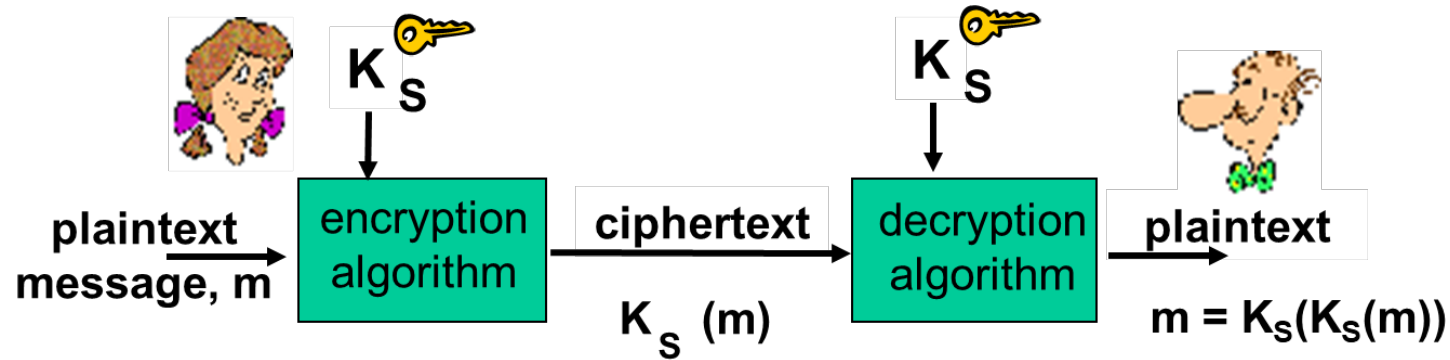 K
S
K
S
plaintext
message, m
encryption
algorithm
ciphertext
K S (m)
decryption
algorithm
plaintext
m = KS(KS(m))